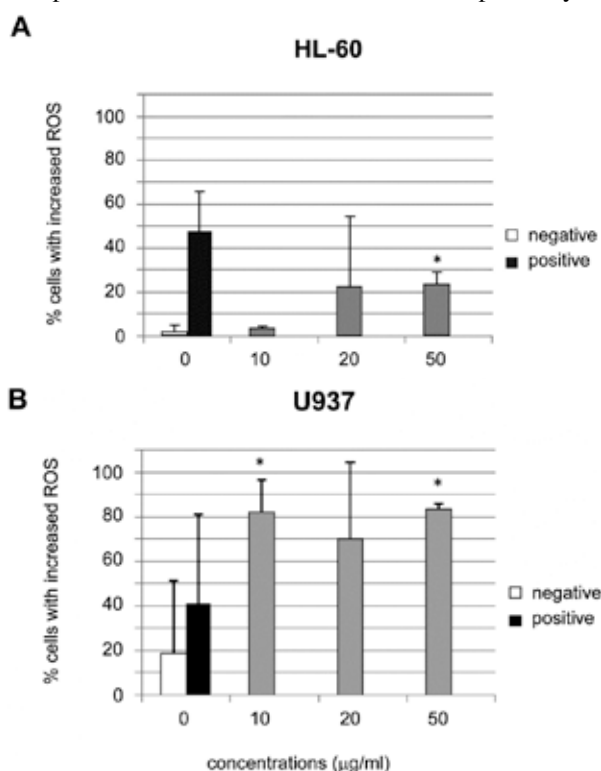 A
HL-60
% cells with increased ROS
100
80
60
40
20
0
*
negative
positive
0 10 20 50
B
U937
% cells with increased ROS
100
80
60
40
20
0
* *
negative
positive
0 10 20 50
concentrations (µg/ml)